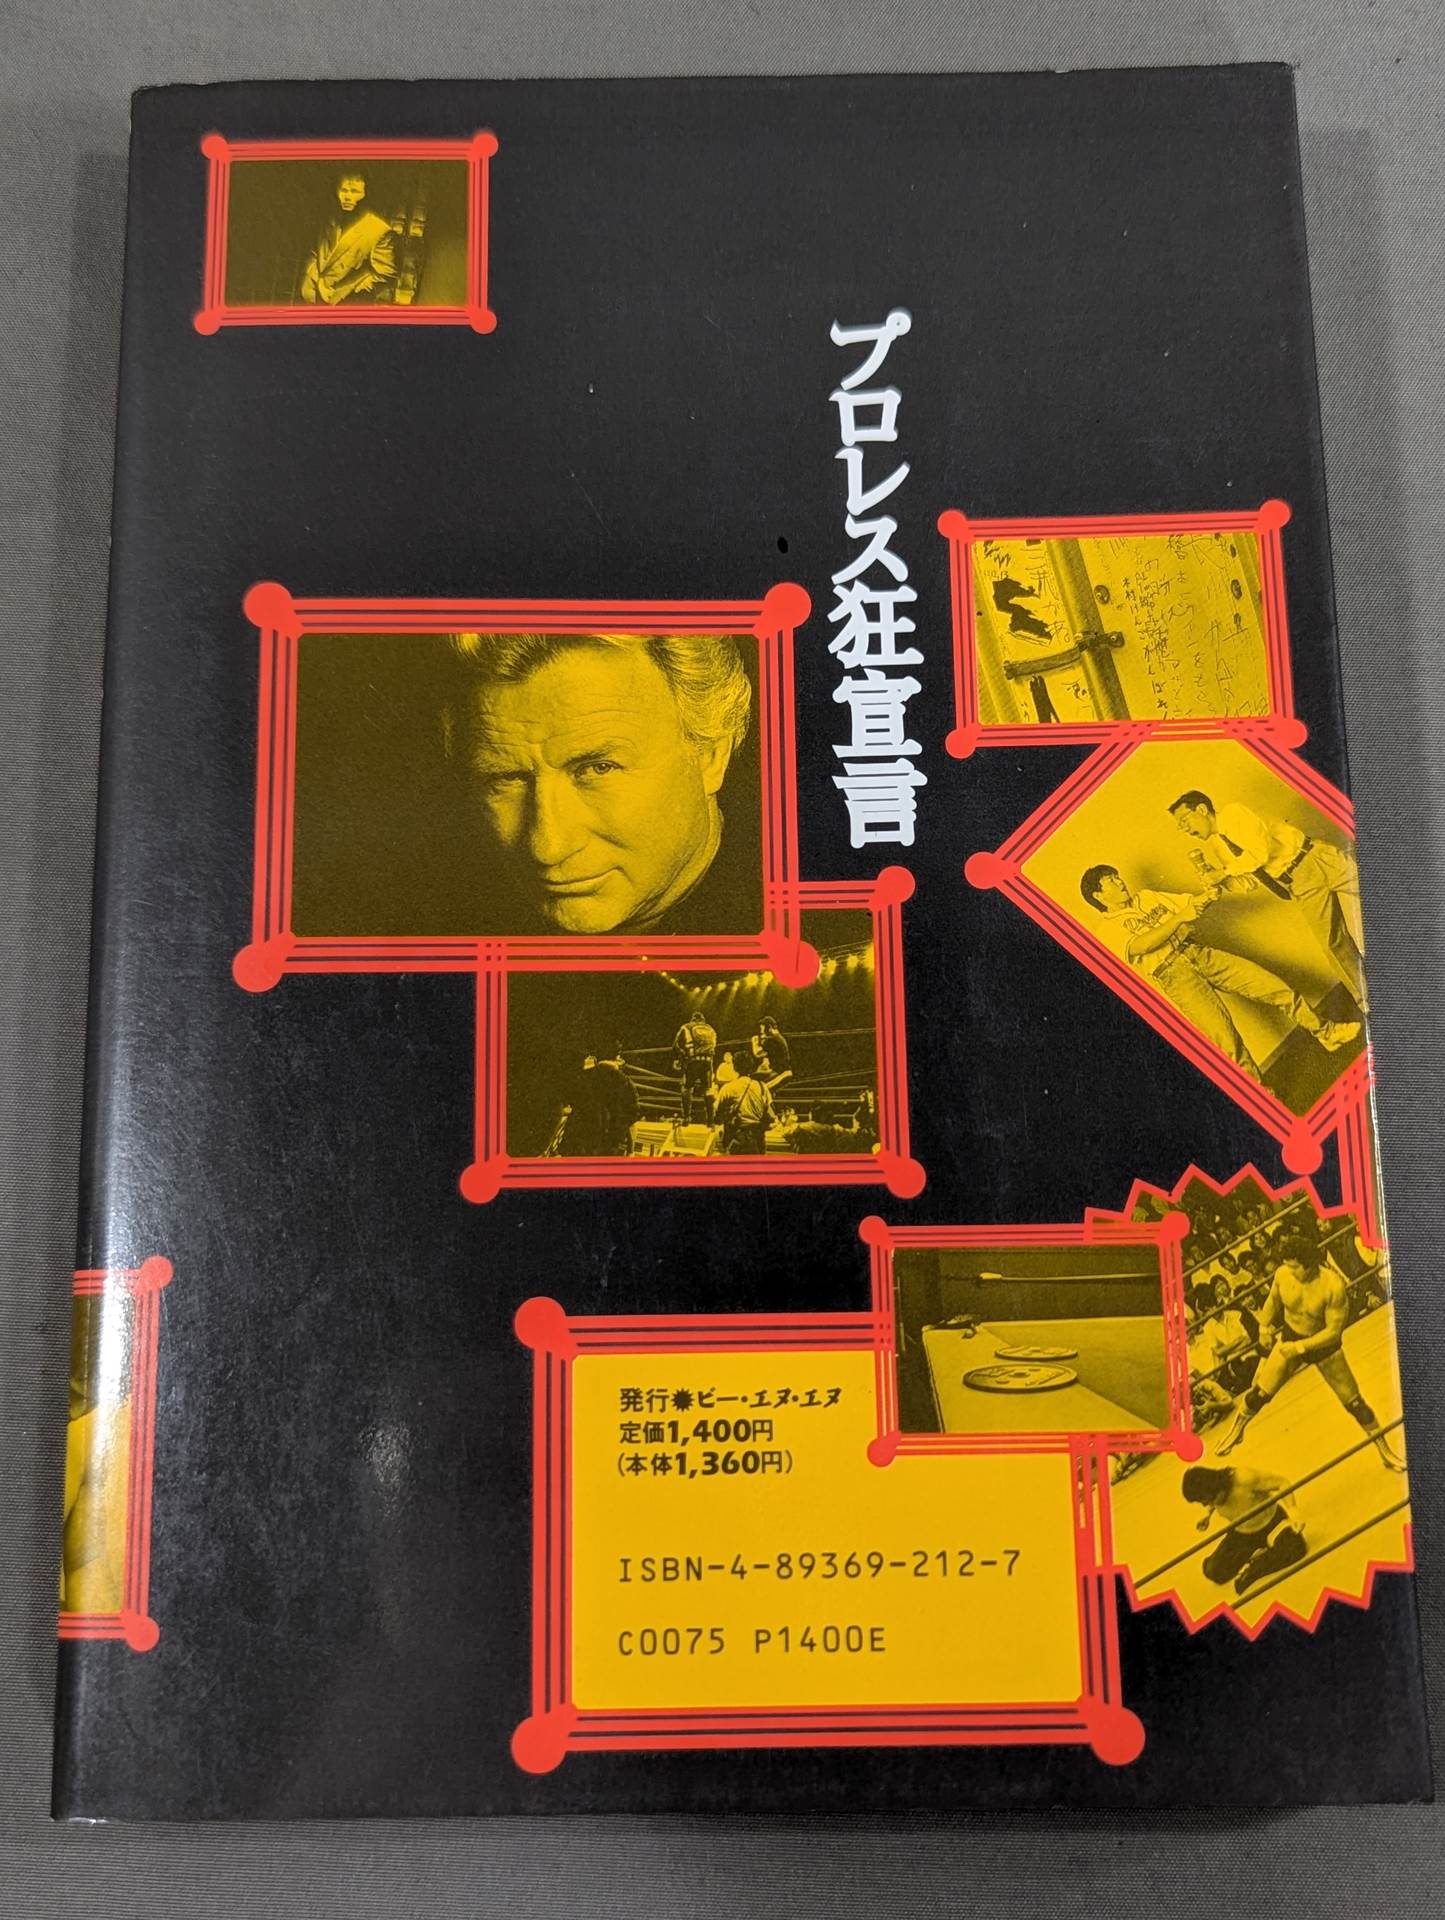 プロレス狂宣言
発行✹ビー・エヌ・エヌ
定価1,400円
(本体1,360円)
ISBN-4-89369-212-7
C0075 P1400E